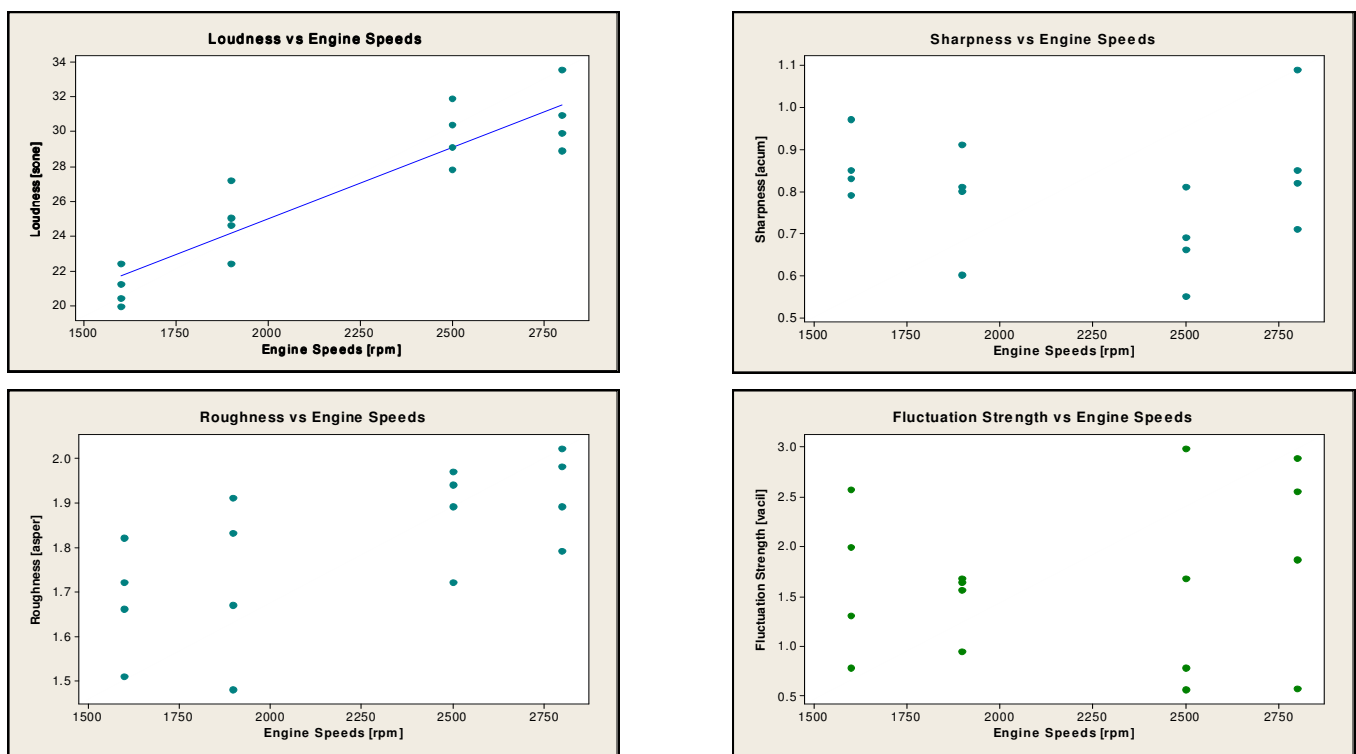 Loudness vs Engine Speeds
34
32
30
28
26
24
22
20
Loudness [sone]
1500 1750 2000 2250 2500 2750
Engine Speeds [rpm]
Sharpness vs Engine Speeds
1.1
1.0
0.9
0.8
0.7
0.6
0.5
Sharpness [acum]
1500 1750 2000 2250 2500 2750
Engine Speeds [rpm]
Roughness vs Engine Speeds
2.0
1.9
1.8
1.7
1.6
1.5
Roughness [asper]
1500 1750 2000 2250 2500 2750
Engine Speeds [rpm]
Fluctuation Strength vs Engine Speeds
3.0
2.5
2.0
1.5
1.0
0.5
Fluctuation Strength [vacil]
1500 1750 2000 2250 2500 2750
Engine Speeds [rpm]